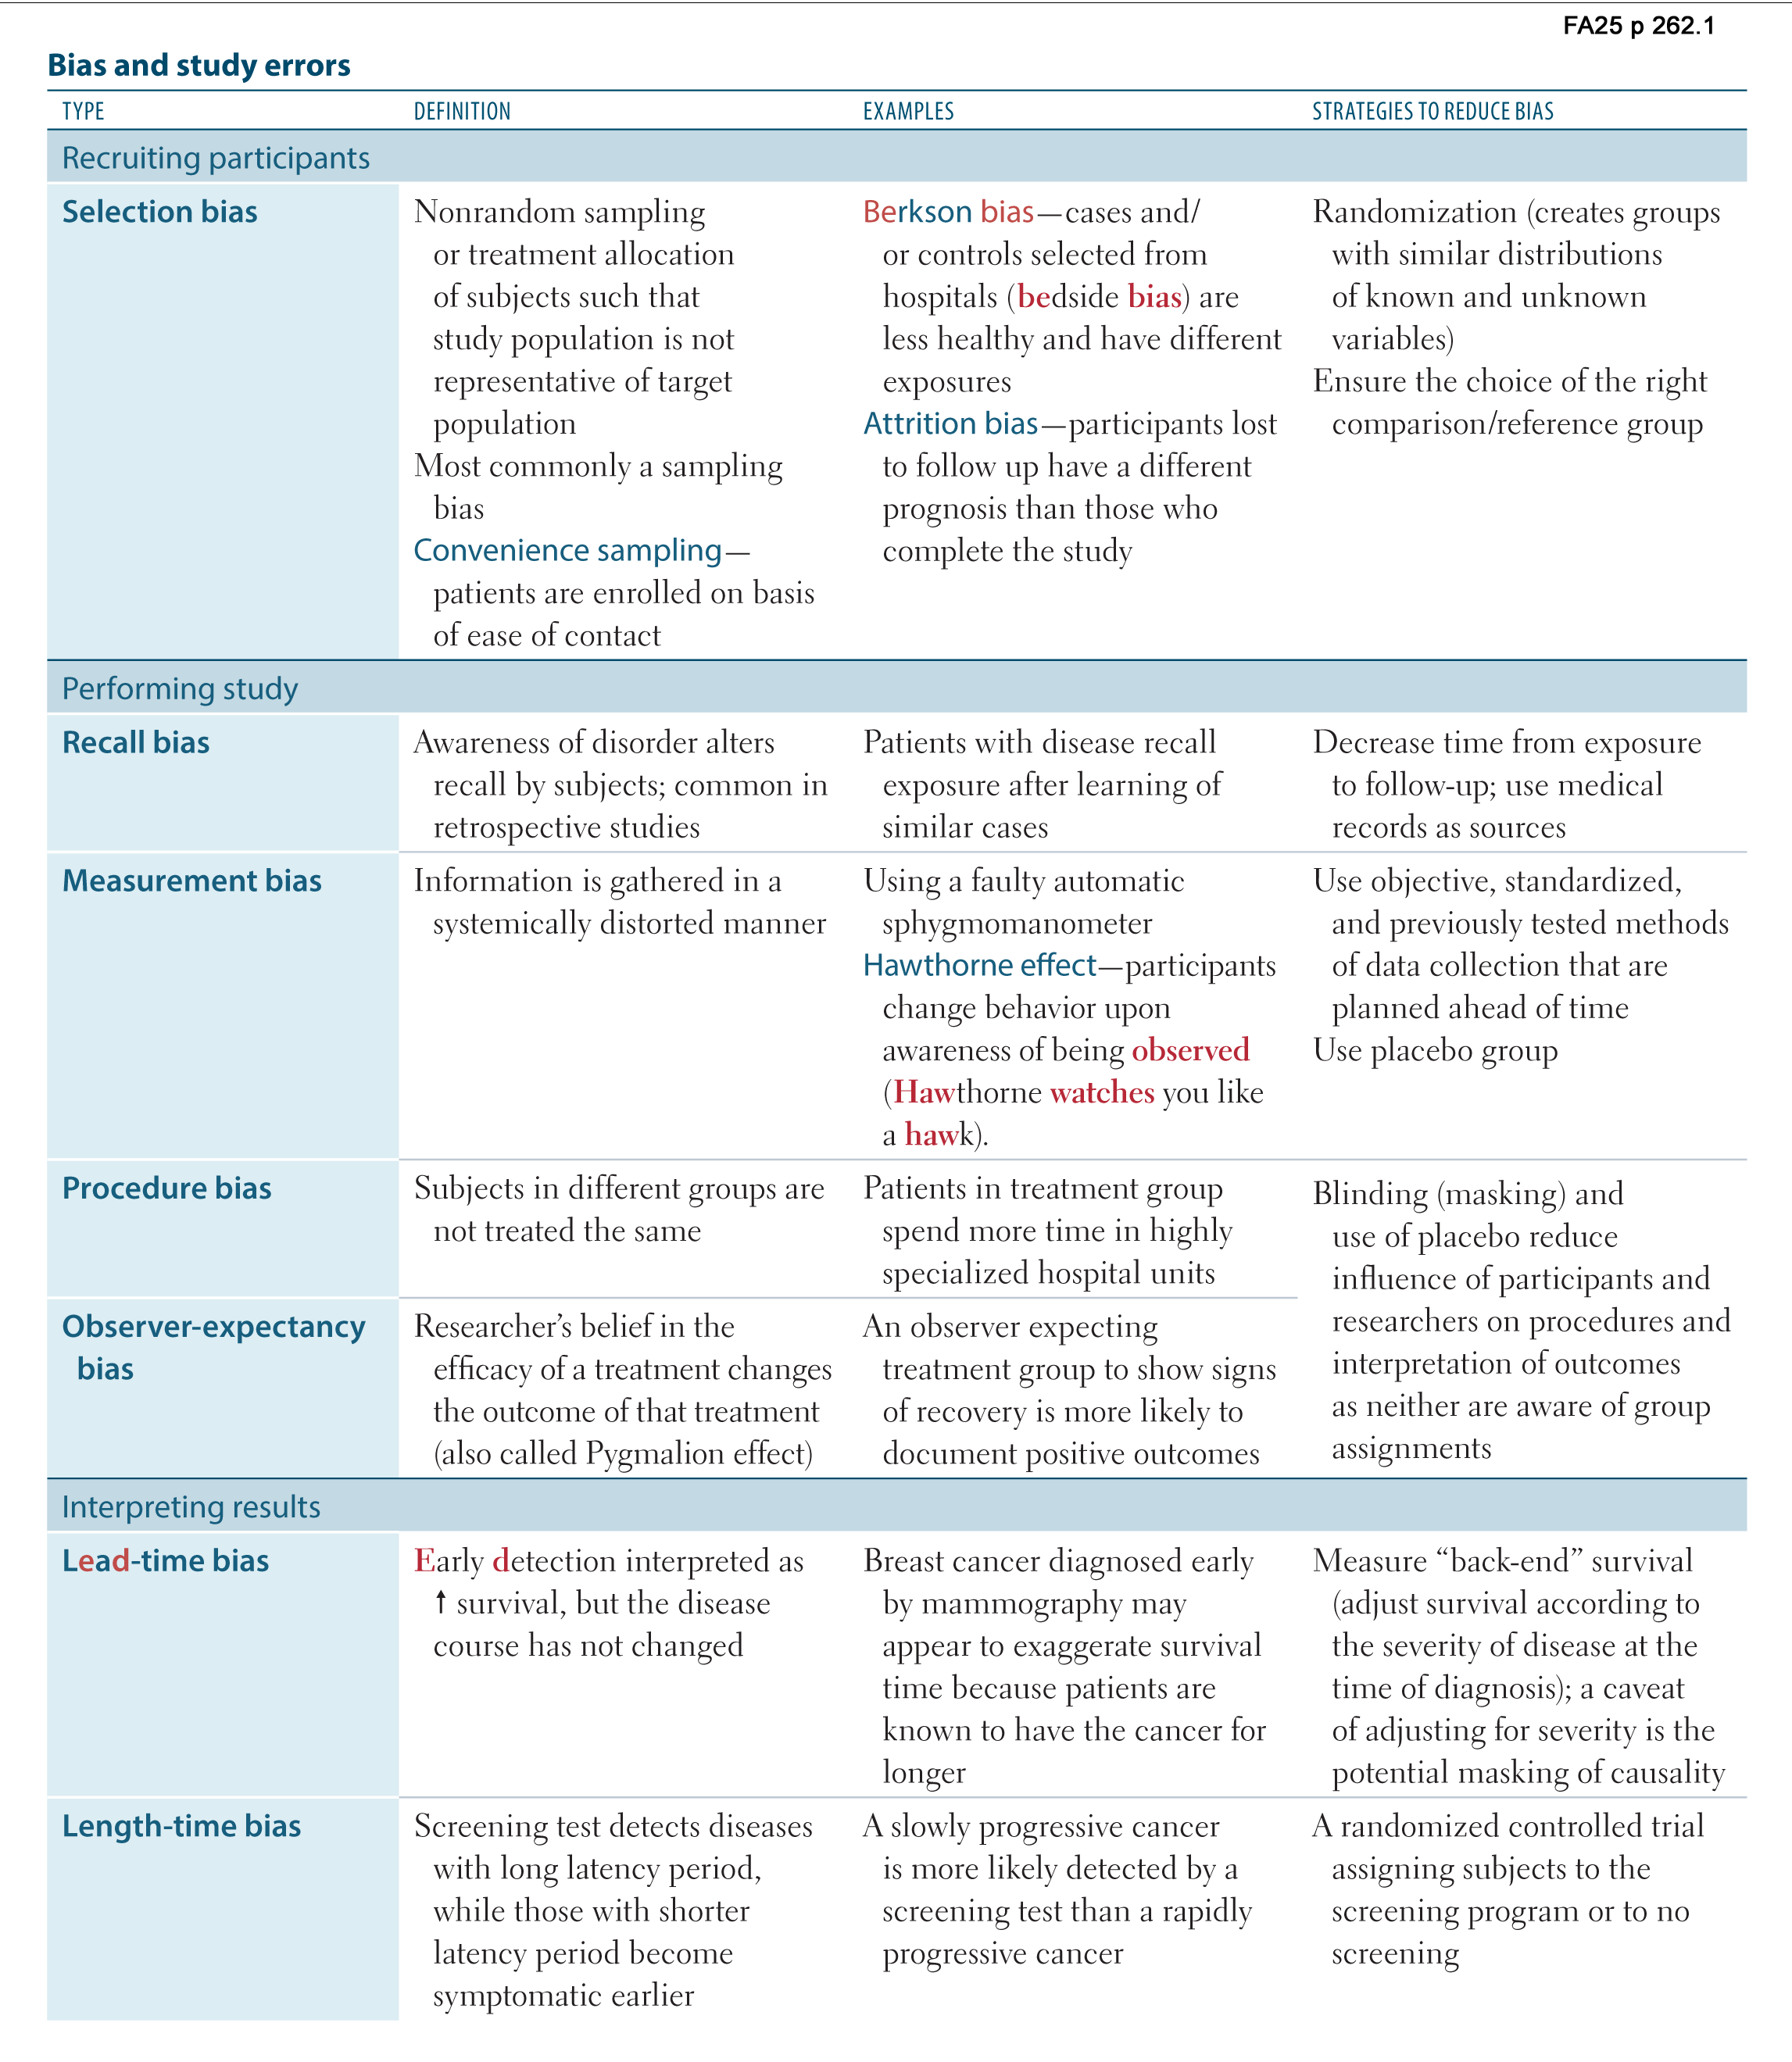 FA25 p 262.1
Bias and study errors
TYPE DEFINITION EXAMPLES STRATEGIES TO REDUCE BIAS
Recruiting participants
Selection bias
Nonrandom sampling
or treatment allocation
of subjects such that
study population is not
representative of target
population
Most commonly a sampling
bias
Convenience sampling—
patients are enrolled on basis
of ease of contact
Berkson bias—cases and/
or controls selected from
hospitals (bedside bias) are
less healthy and have different
exposures
Attrition bias—participants lost
to follow up have a different
prognosis than those who
complete the study
Randomization (creates groups
with similar distributions
of known and unknown
variables)
Ensure the choice of the right
comparison/reference group
Performing study
Recall bias
Awareness of disorder alters
recall by subjects; common in
retrospective studies
Patients with disease recall
exposure after learning of
similar cases
Decrease time from exposure
to follow-up; use medical
records as sources
Measurement bias
Information is gathered in a
systemically distorted manner
Using a faulty automatic
sphygmomanometer
Hawthorne effect—participants
change behavior upon
awareness of being observed
(Hawthorne watches you like
a hawk).
Use objective, standardized,
and previously tested methods
of data collection that are
planned ahead of time
Use placebo group
Procedure bias
Subjects in different groups are
not treated the same
Patients in treatment group
spend more time in highly
specialized hospital units
Blinding (masking) and
use of placebo reduce
influence of participants and
researchers on procedures and
interpretation of outcomes
as neither are aware of group
assignments
Observer-expectancy
bias
Researcher’s belief in the
efficacy of a treatment changes
the outcome of that treatment
(also called Pygmalion effect)
An observer expecting
treatment group to show signs
of recovery is more likely to
document positive outcomes
Interpreting results
Lead-time bias
Early detection interpreted as
↑ survival, but the disease
course has not changed
Breast cancer diagnosed early
by mammography may
appear to exaggerate survival
time because patients are
known to have the cancer for
longer
Measure “back-end” survival
(adjust survival according to
the severity of disease at the
time of diagnosis); a caveat
of adjusting for severity is the
potential masking of causality
Length-time bias
Screening test detects diseases
with long latency period,
while those with shorter
latency period become
symptomatic earlier
A slowly progressive cancer
is more likely detected by a
screening test than a rapidly
progressive cancer
A randomized controlled trial
assigning subjects to the
screening program or to no
screening